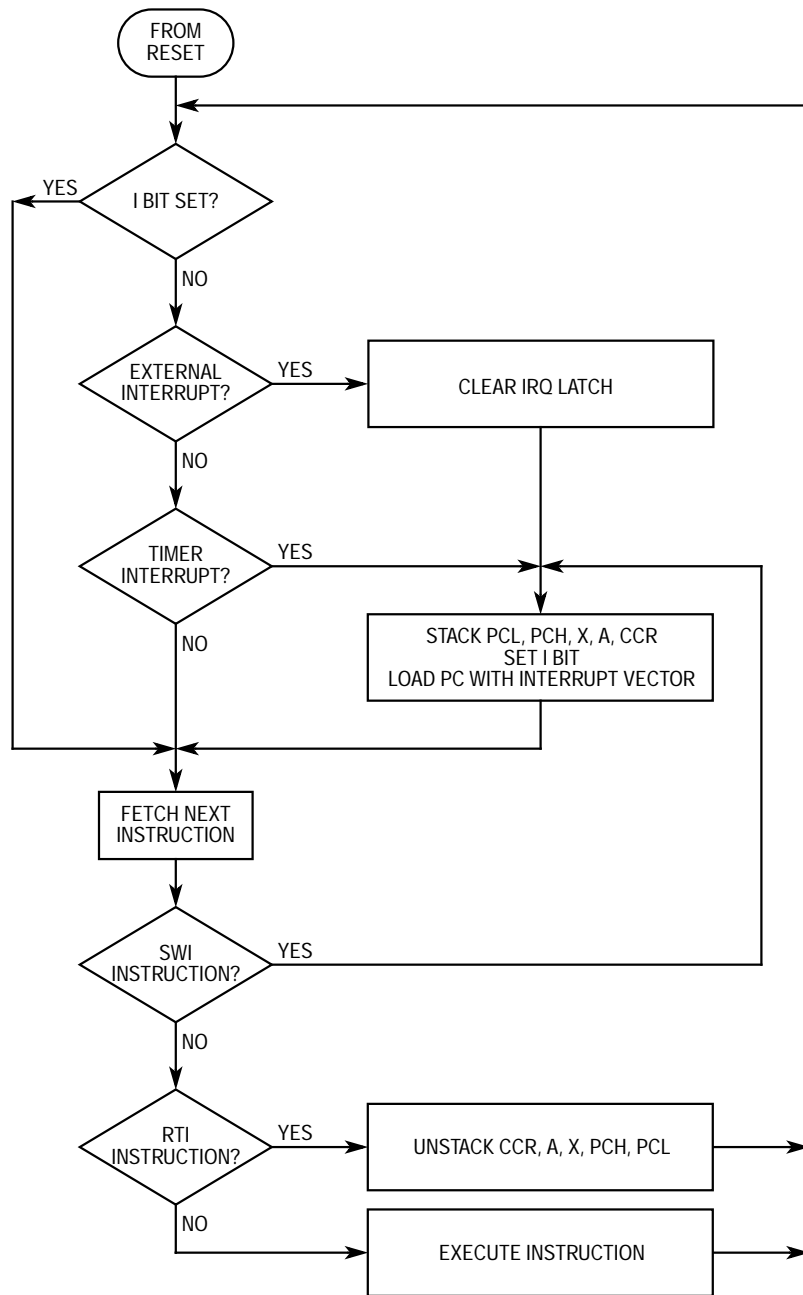 FROM
RESET
I BIT SET?
YES
NO
EXTERNAL
INTERRUPT?
YES
CLEAR IRQ LATCH
NO
TIMER
INTERRUPT?
YES
NO
STACK PCL, PCH, X, A, CCR
SET I BIT
LOAD PC WITH INTERRUPT VECTOR
FETCH NEXT
INSTRUCTION
SWI
INSTRUCTION?
YES
NO
RTI
INSTRUCTION?
YES
UNSTACK CCR, A, X, PCH, PCL
NO
EXECUTE INSTRUCTION